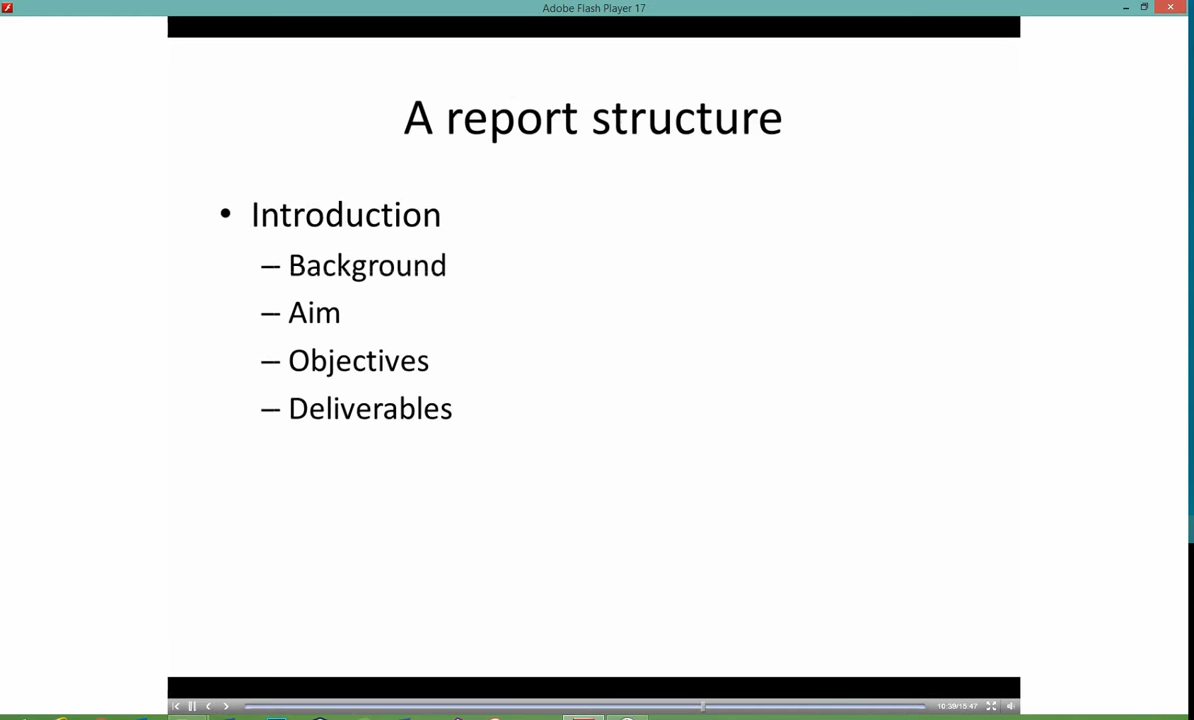 Adobe Flash Player 17
A report structure
• Introduction
– Background
– Aim
– Objectives
– Deliverables
10:39/15:47